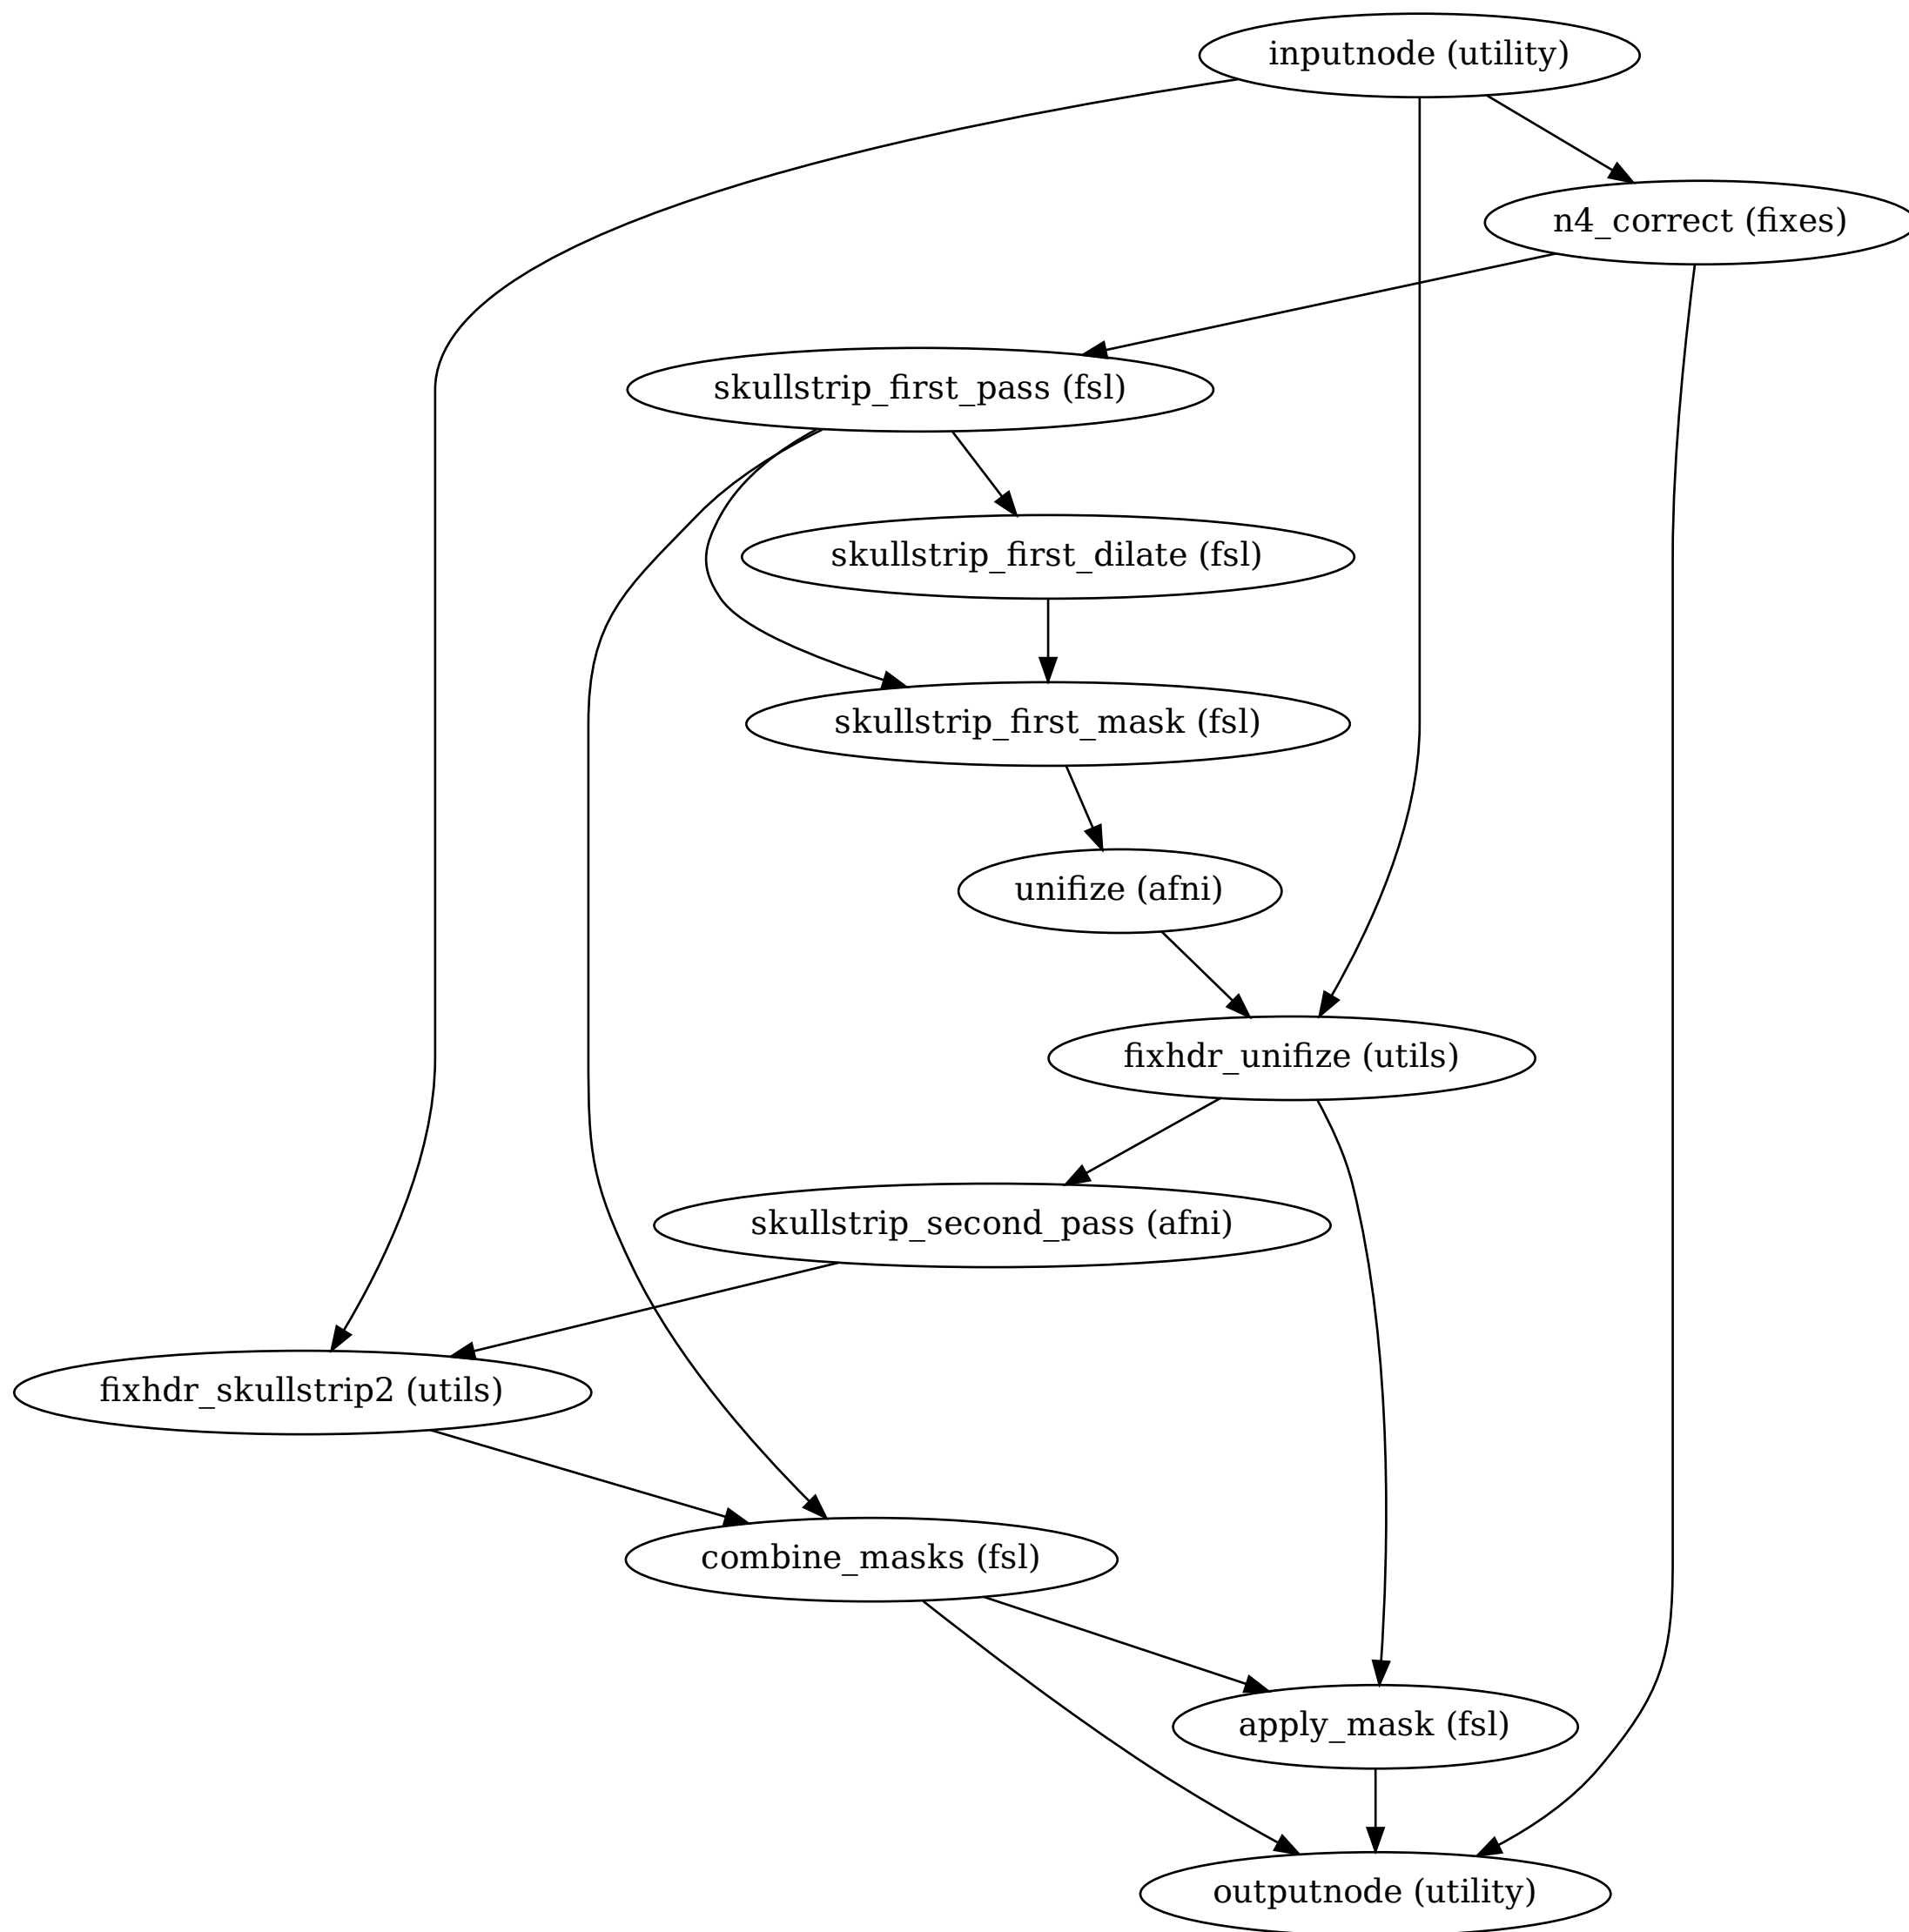 inputnode (utility)
n4_correct (fixes)
skullstrip_first_pass (fsl)
skullstrip_first_dilate (fsl)
skullstrip_first_mask (fsl)
unifize (afni)
fixhdr_unifize (utils)
skullstrip_second_pass (afni)
fixhdr_skullstrip2 (utils)
combine_masks (fsl)
apply_mask (fsl)
outputnode (utility)